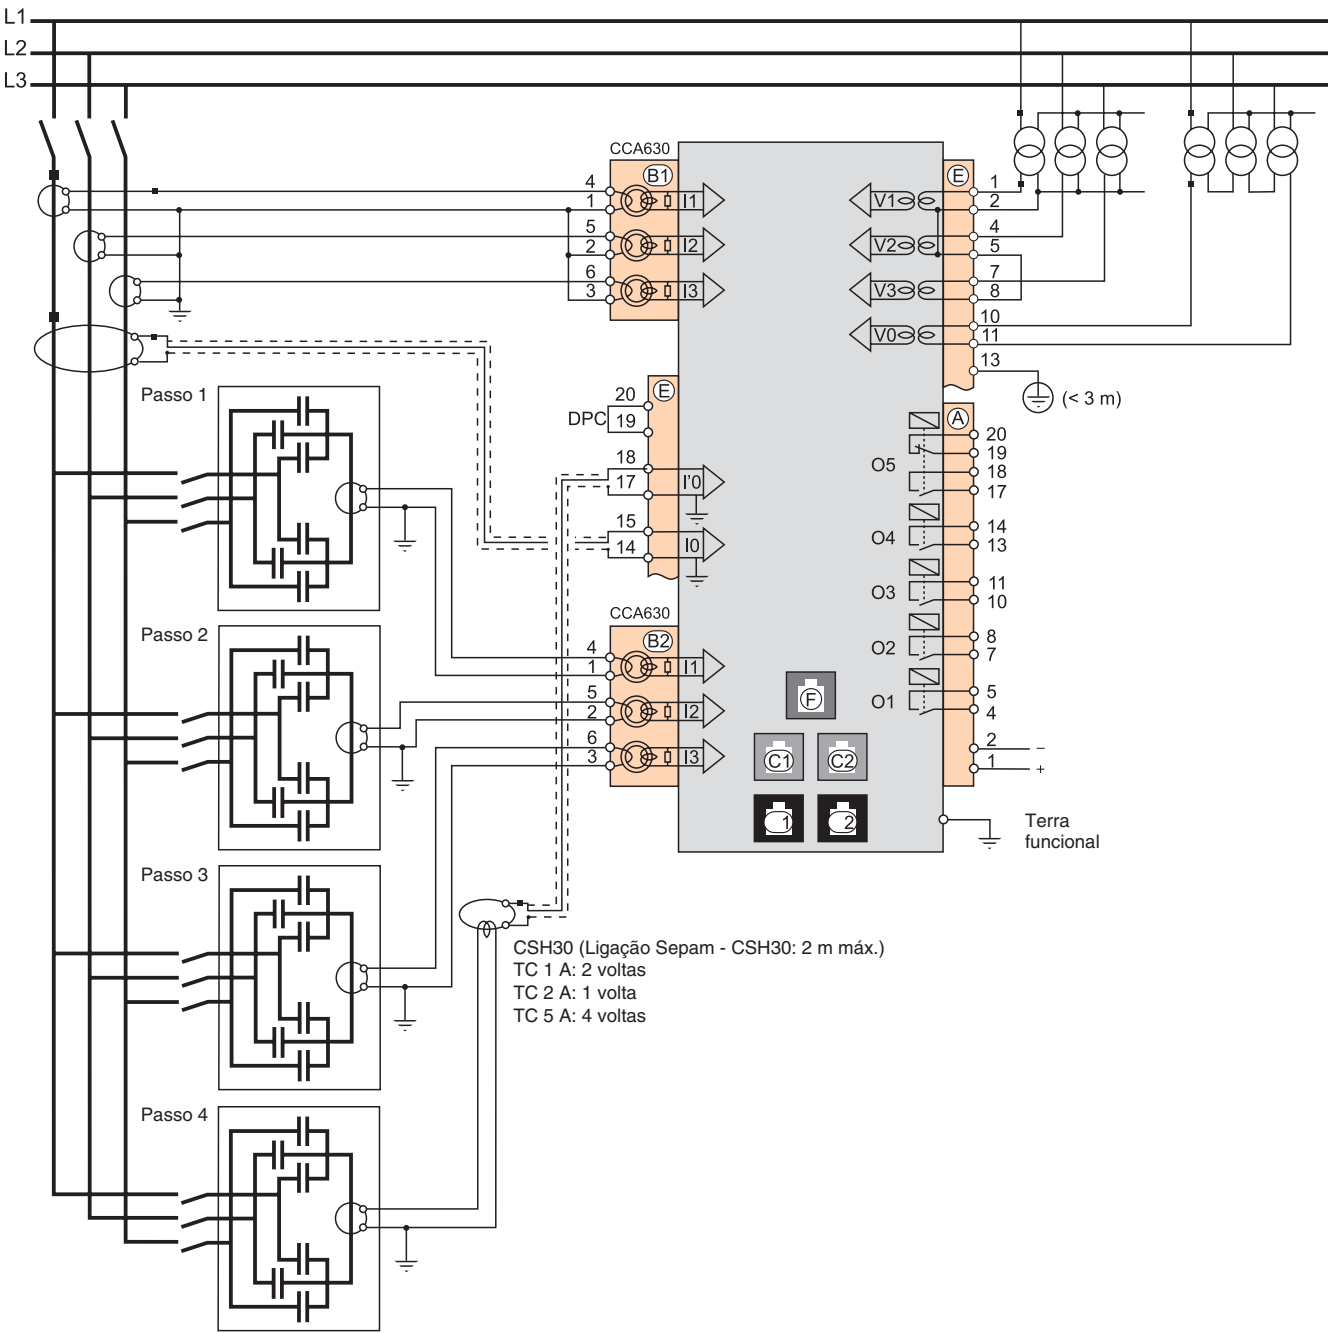 L1
L2
L3
CCA630
B1
4
1
I1
5
2
I2
6
3
I3
E
V1
1
2
V2
4
5
V3
7
8
V0
10
11
13
(< 3 m)
Passo 1
20
E
DPC
19
18
17
I'0
15
14
I0
A
O5
20
19
18
17
O4
14
13
O3
11
10
O2
8
7
O1
5
4
2
–
1
+
Passo 2
CCA630
B2
4
1
I1
5
2
I2
6
3
I3
F
C1
C2
1
2
Terra
funcional
Passo 3
CSH30 (Ligação Sepam - CSH30: 2 m máx.)
TC 1 A: 2 voltas
TC 2 A: 1 volta
TC 5 A: 4 voltas
Passo 4